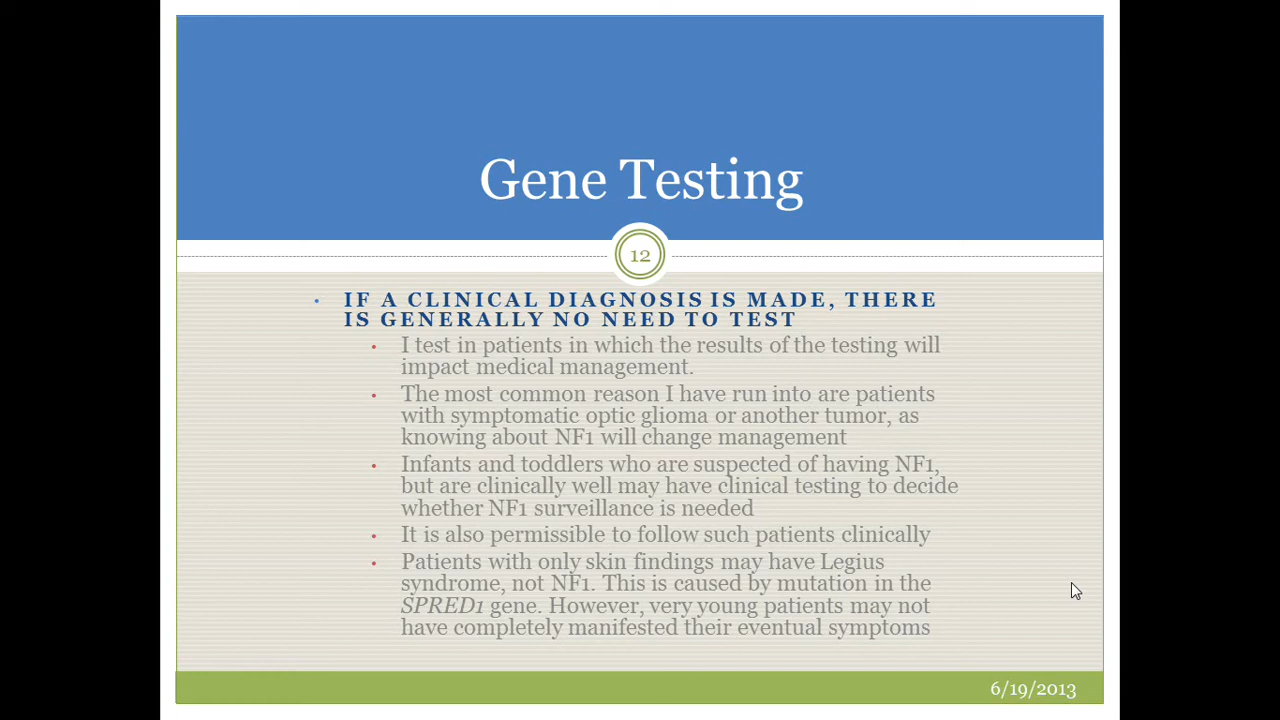 Gene Testing
12
IF A CLINICAL DIAGNOSIS IS MADE, THERE
IS GENERALLY NO NEED TO TEST
I test in patients in which the results of the testing will
impact medical management.
The most common reason I have run into are patients
with symptomatic optic glioma or another tumor, as
knowing about NF1 will change management
Infants and toddlers who are suspected of having NF1,
but are clinically well may have clinical testing to decide
whether NF1 surveillance is needed
It is also permissible to follow such patients clinically
Patients with only skin findings may have Legius
syndrome, not NF1. This is caused by mutation in the
SPRED1 gene. However, very young patients may not
have completely manifested their eventual symptoms
6/19/2013